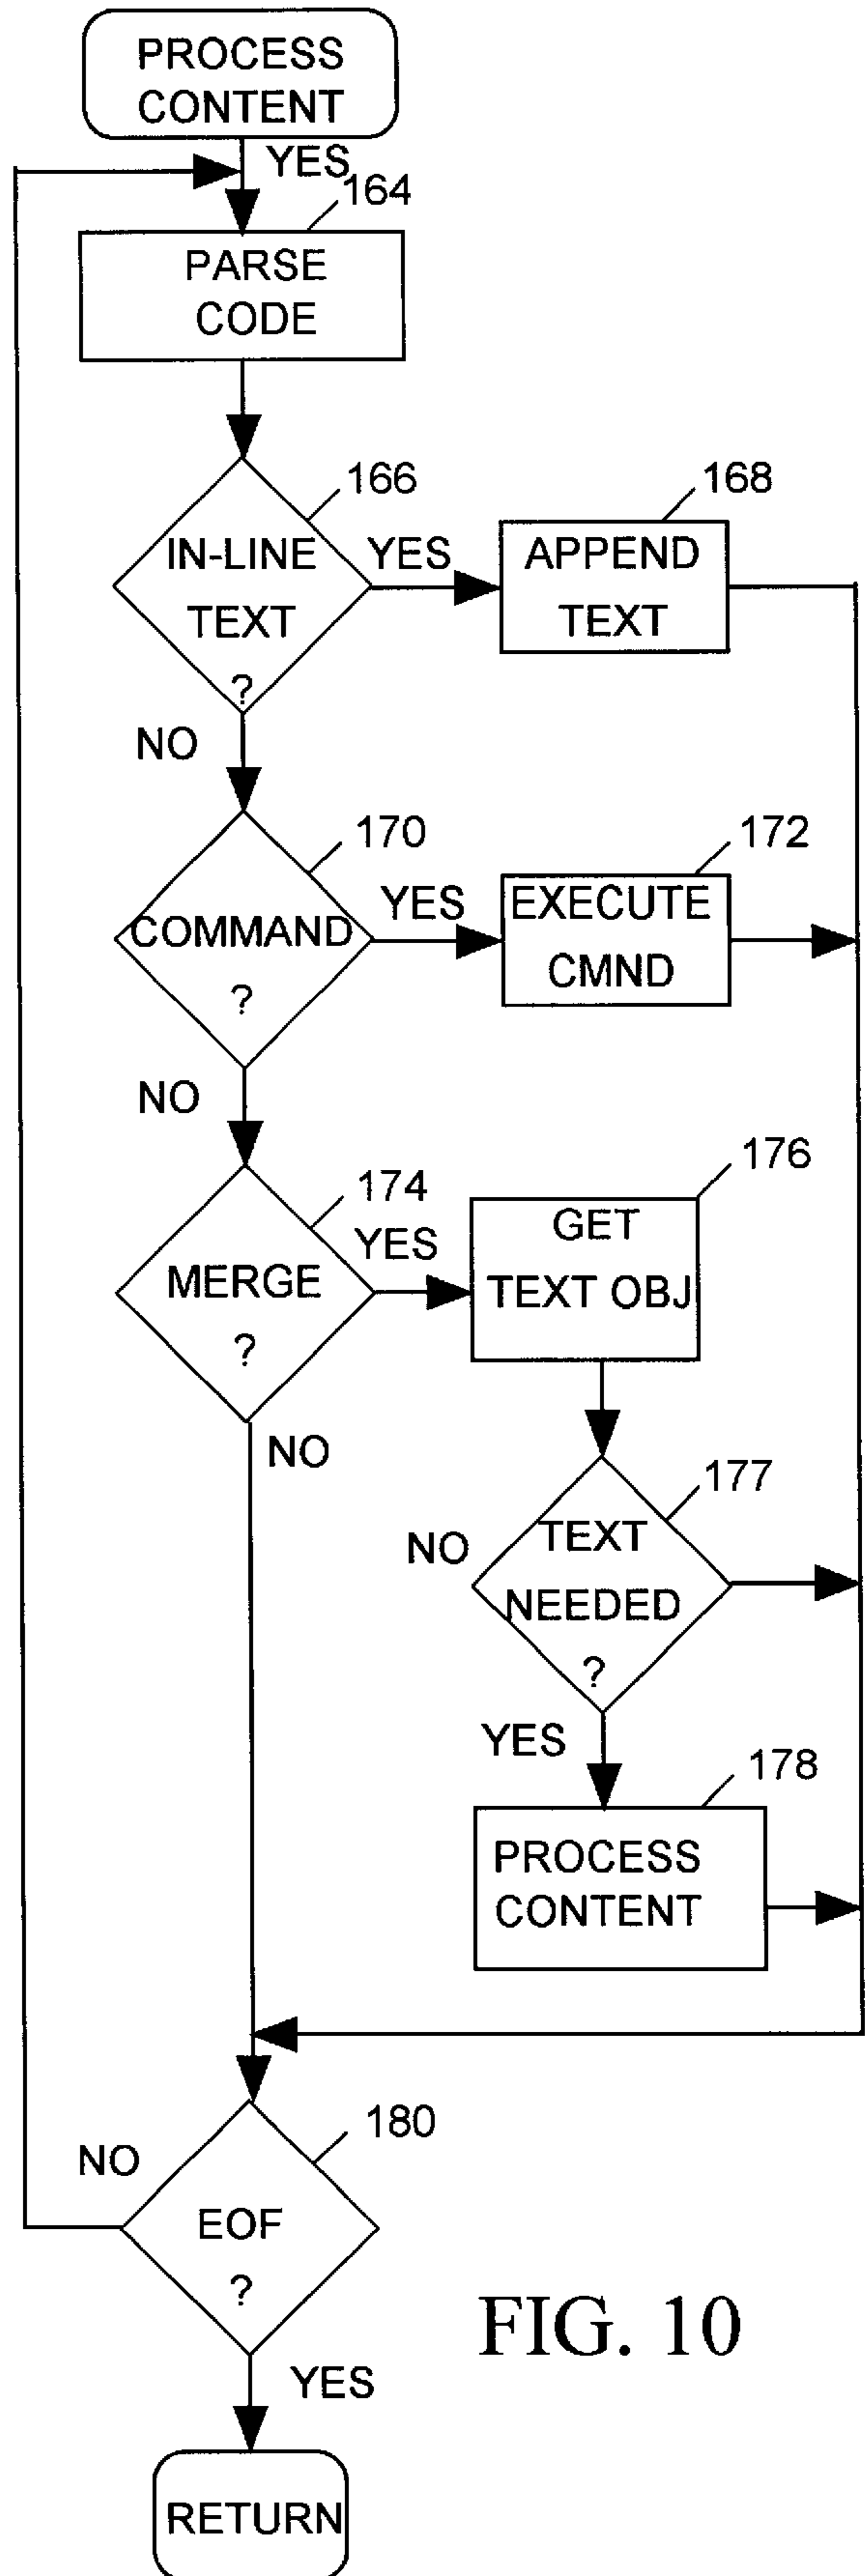 PROCESS
CONTENT
YES
164
PARSE
CODE
166
IN-LINE
TEXT
?
YES
168
APPEND
TEXT
NO
170
COMMAND
?
YES
172
EXECUTE
CMND
NO
174
MERGE
?
YES
176
GET
TEXT OBJ
NO
177
TEXT
NEEDED
?
NO
YES
178
PROCESS
CONTENT
180
EOF
?
NO
YES
RETURN
FIG. 10